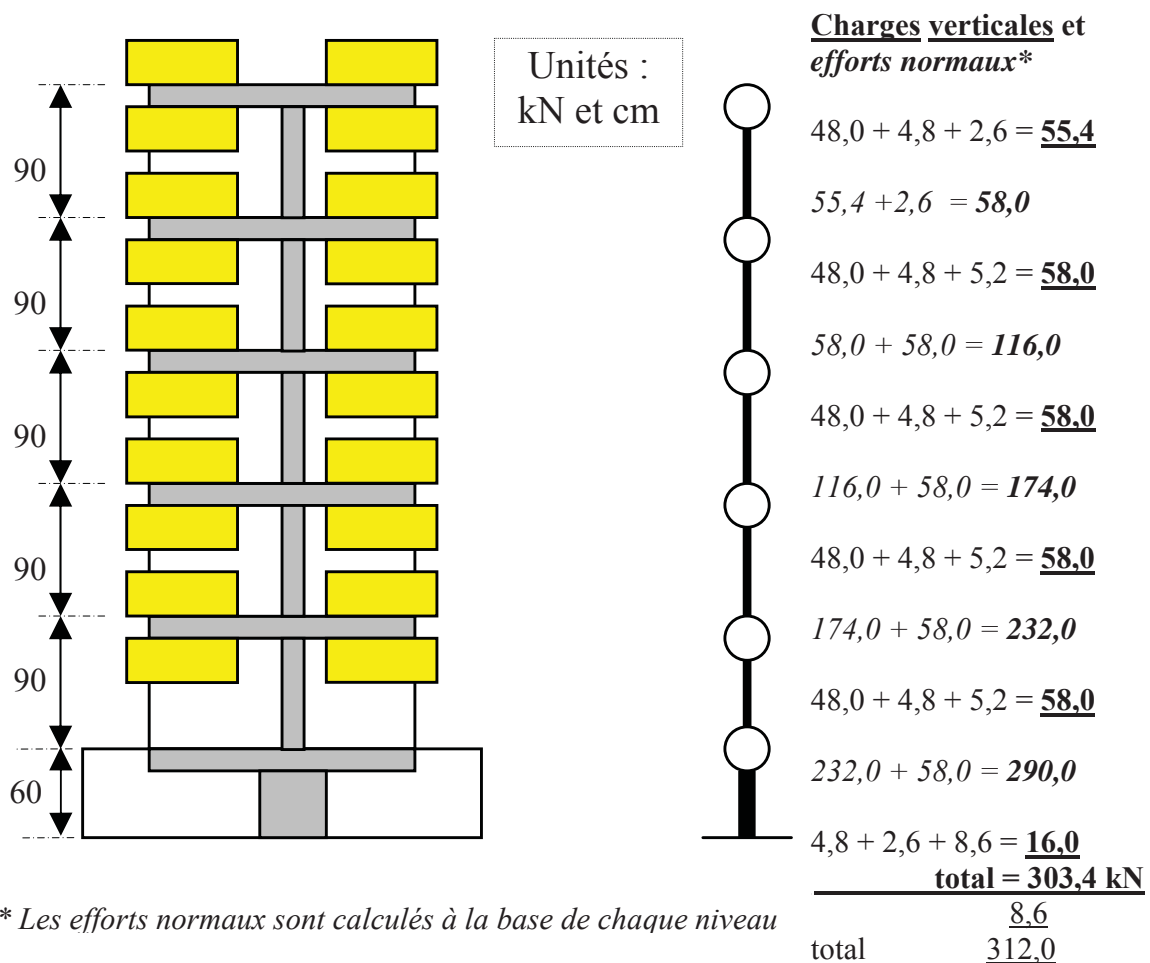 Charges verticales et
efforts normaux*
Unités :
kN et cm
48,0 + 4,8 + 2,6 = 55,4
90
55,4 +2,6 = 58,0
48,0 + 4,8 + 5,2 = 58,0
90
58,0 + 58,0 = 116,0
48,0 + 4,8 + 5,2 = 58,0
90
116,0 + 58,0 = 174,0
48,0 + 4,8 + 5,2 = 58,0
90
174,0 + 58,0 = 232,0
90
48,0 + 4,8 + 5,2 = 58,0
232,0 + 58,0 = 290,0
60
4,8 + 2,6 + 8,6 = 16,0
total = 303,4 kN
* Les efforts normaux sont calculés à la base de chaque niveau
8,6
total 312,0